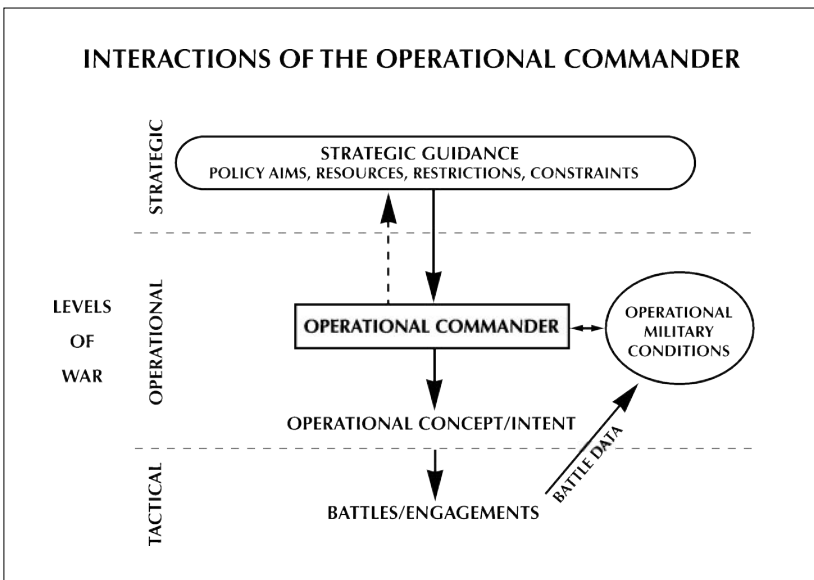 INTERACTIONS OF THE OPERATIONAL COMMANDER
STRATEGIC
STRATEGIC GUIDANCE
POLICY AIMS, RESOURCES, RESTRICTIONS, CONSTRAINTS
LEVELS
OF
WAR
OPERATIONAL
OPERATIONAL COMMANDER
OPERATIONAL
MILITARY
CONDITIONS
OPERATIONAL CONCEPT/INTENT
TACTICAL
BATTLES/ENGAGEMENTS
BATTLE DATA